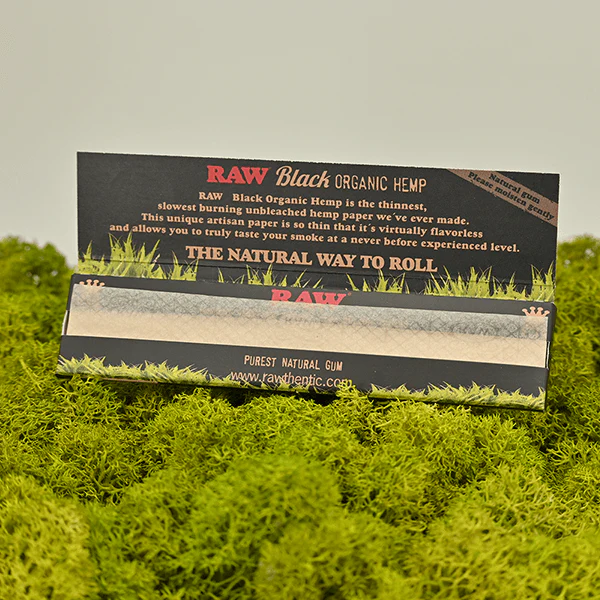 RAW Black ORGANIC HEMP
Natural gum
Please moisten gently
RAW Black Organic Hemp is the thinnest,
slowest burning unbleached hemp paper we´ve ever made.
This unique artisan paper is so thin that it´s virtually flavorless
and allows you to truly taste your smoke at a never before experienced level.
THE NATURAL WAY TO ROLL
RAW
PUREST NATURAL GUM
www.rawthentic.com